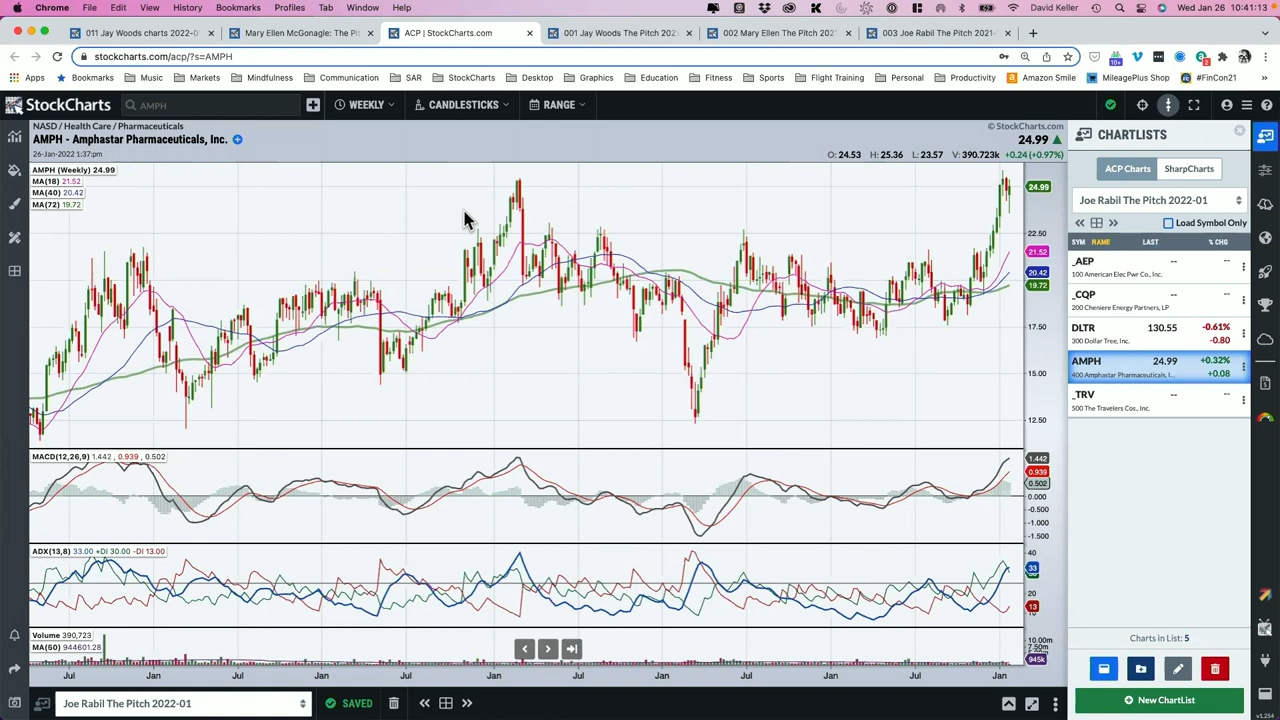 Chrome File Edit View History Bookmarks Profiles Tab Window Help David Keller Wed Jan 26 10:41:13
011 Jay Woods charts 2022-0
Mary Ellen McGonagle: The Pi
ACP | StockCharts.com
001 Jay Woods The Pitch 2021
002 Mary Ellen The Pitch 202
003 Joe Rabil The Pitch 2021-
stockcharts.com/acp/?s=AMPH
Apps Bookmarks Music Markets Mindfulness Communication SAR StockCharts Desktop Graphics Education Fitness Sports Flight Training Personal Productivity Amazon Smile MileagePlus Shop #FinCon21
StockCharts AMPH WEEKLY CANDLESTICKS RANGE
NASD / Health Care / Pharmaceuticals
© StockCharts.com
AMPH - Amphastar Pharmaceuticals, Inc.
24.99
26-Jan-2022 1:37pm
O: 24.53 H: 25.36 L: 23.57 V: 390.723k +0.24 (+0.97%)
AMPH (Weekly) 24.99
MA(18) 21.52
MA(40) 20.42
MA(72) 19.72
24.99
22.50
21.52
20.42
19.72
17.50
15.00
12.50
MACD(12,26,9) 1.442 , 0.939 , 0.502
1.442
0.939
0.502
0.000
-0.500
-1.000
-1.500
ADX(13,8) 33.00 +DI 30.00 -DI 13.00
40
33
20
13
Volume 390,723
MA(60) 944601.28
10.00m
7.50m
945k
Jul Jan Jul Jan Jul Jan Jul Jan Jul Jan Jul Jan
Joe Rabil The Pitch 2022-01 SAVED
CHARTLISTS
ACP Charts SharpCharts
Joe Rabil The Pitch 2022-01
Load Symbol Only
SYM NAME LAST % CHG
_AEP -- --
100 American Elec Pwr Co., Inc.
_CQP -- --
200 Cheniere Energy Partners, LP
DLTR 130.55 -0.61%
300 Dollar Tree, Inc. -0.80
AMPH 24.99 +0.32%
400 Amphastar Pharmaceuticals, I... +0.08
_TRV -- --
500 The Travelers Cos., Inc.
Charts in List: 5
New ChartList
v1.254